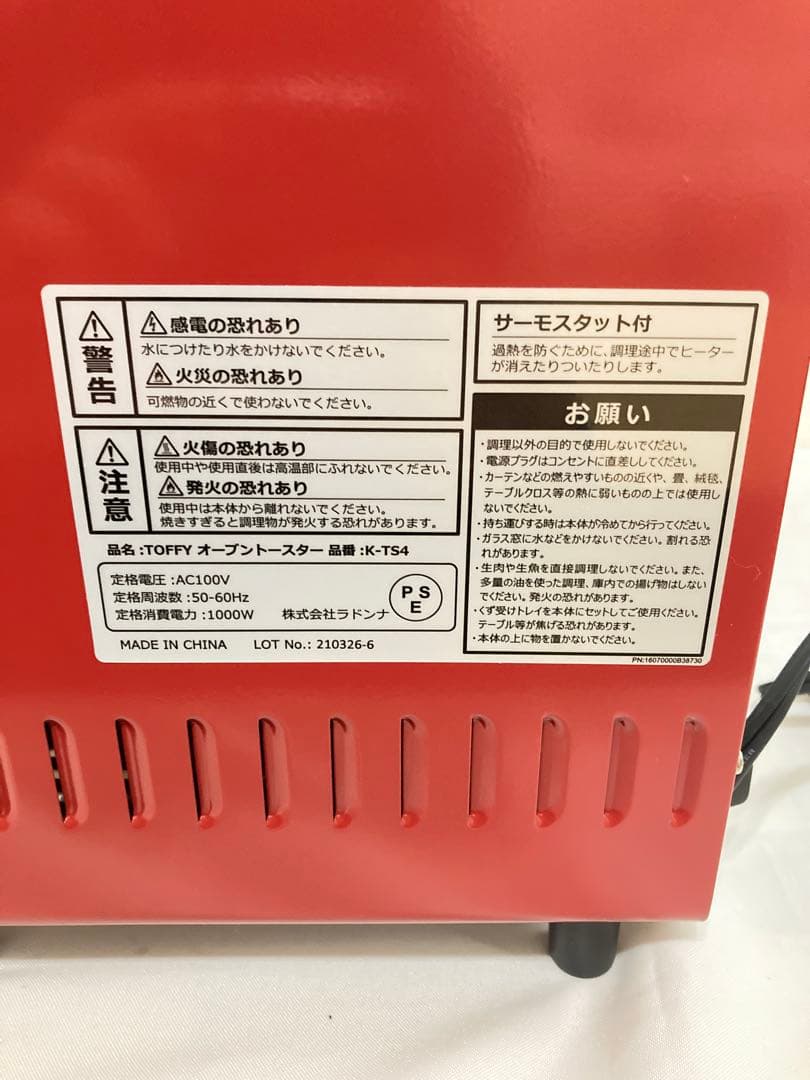 警告
感電の恐れあり
水につけたり水をかけないでください。
火災の恐れあり
可燃物の近くで使わないでください。
注意
火傷の恐れあり
使用中や使用直後は高温部にふれないでください。
発火の恐れあり
使用中は本体から離れないでください。
焼きすぎると調理物が発火する恐れがあります。
品名:TOFFY オーブントースター 品番:K-TS4
定格電圧:AC100V
定格周波数:50-60Hz
定格消費電力:1000W 株式会社ラドンナ
PSE
MADE IN CHINA LOT No.: 210326-6
サーモスタット付
過熱を防ぐために、調理途中でヒーター
が消えたりついたりします。
お願い
・調理以外の目的で使用しないでください。
・電源プラグはコンセントに直差ししてください。
・カーテンなどの燃えやすいものの近くや、畳、絨毯、
テーブルクロス等の熱に弱いものの上では使用し
ないでください。
・持ち運びする時は本体が冷めてから行ってください。
・ガラス窓に水などをかけないでください。割れる恐
れがあります。
・生肉や生魚を直接調理しないでください。また、
多量の油を使った調理、庫内での揚げ物はしない
でください。発火の恐れがあります。
・くず受けトレイを本体にセットしてご使用ください。
テーブル等が焦げる恐れがあります。
・本体の上に物を置かないでください。
PN:16070000B38730